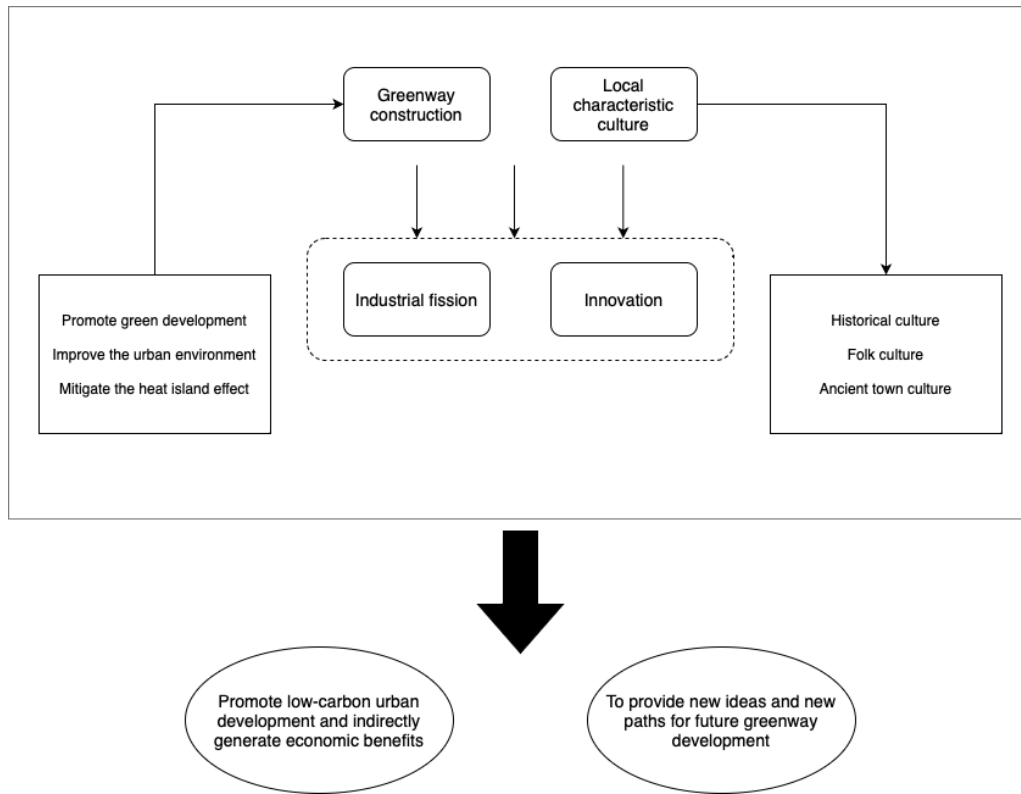 Greenway
construction
Local
characteristic
culture
Industrial fission
Innovation
Promote green development
Improve the urban environment
Mitigate the heat island effect
Historical culture
Folk culture
Ancient town culture
Promote low-carbon urban
development and indirectly
generate economic benefits
To provide new ideas and new
paths for future greenway
development